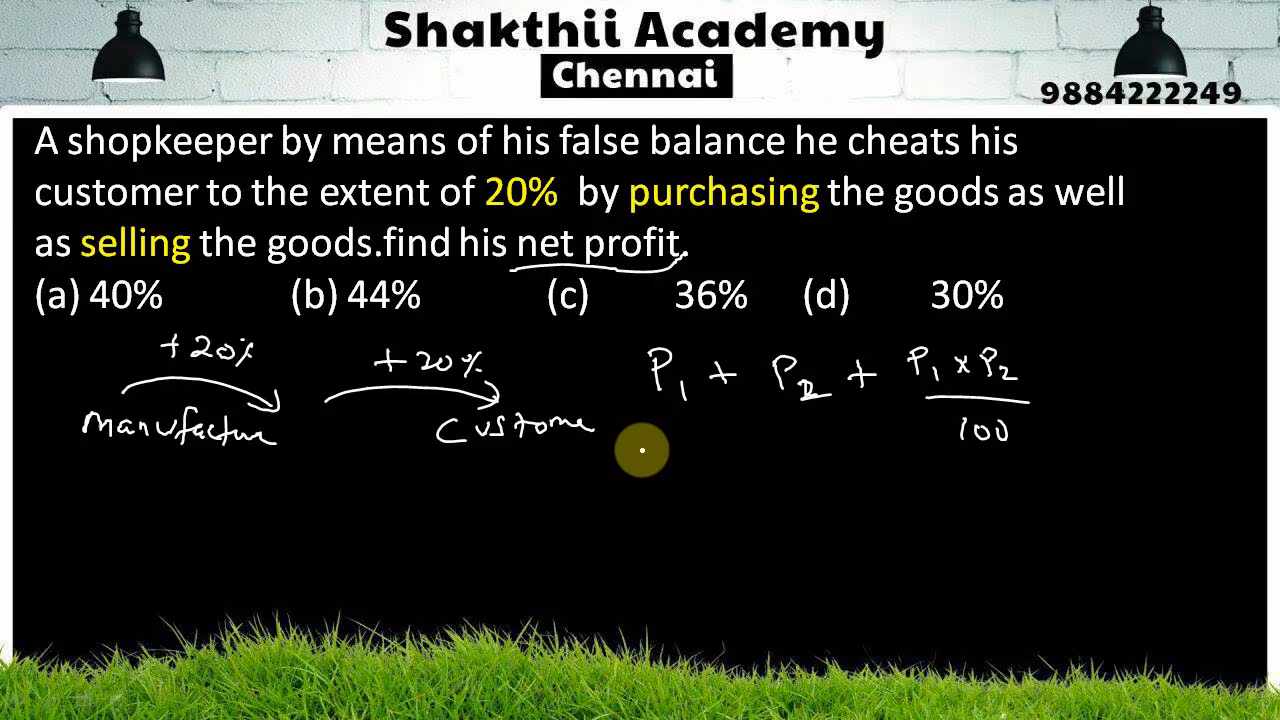 Shakthii Academy
Chennai
9884222249
A shopkeeper by means of his false balance he cheats his
customer to the extent of 20%  by purchasing the goods as well
as selling the goods.find his net profit.
(a) 40% (b) 44% (c) 36% (d) 30%
+20% +20% P1 + P2 + P1 × P2
Manufacture Custome 100